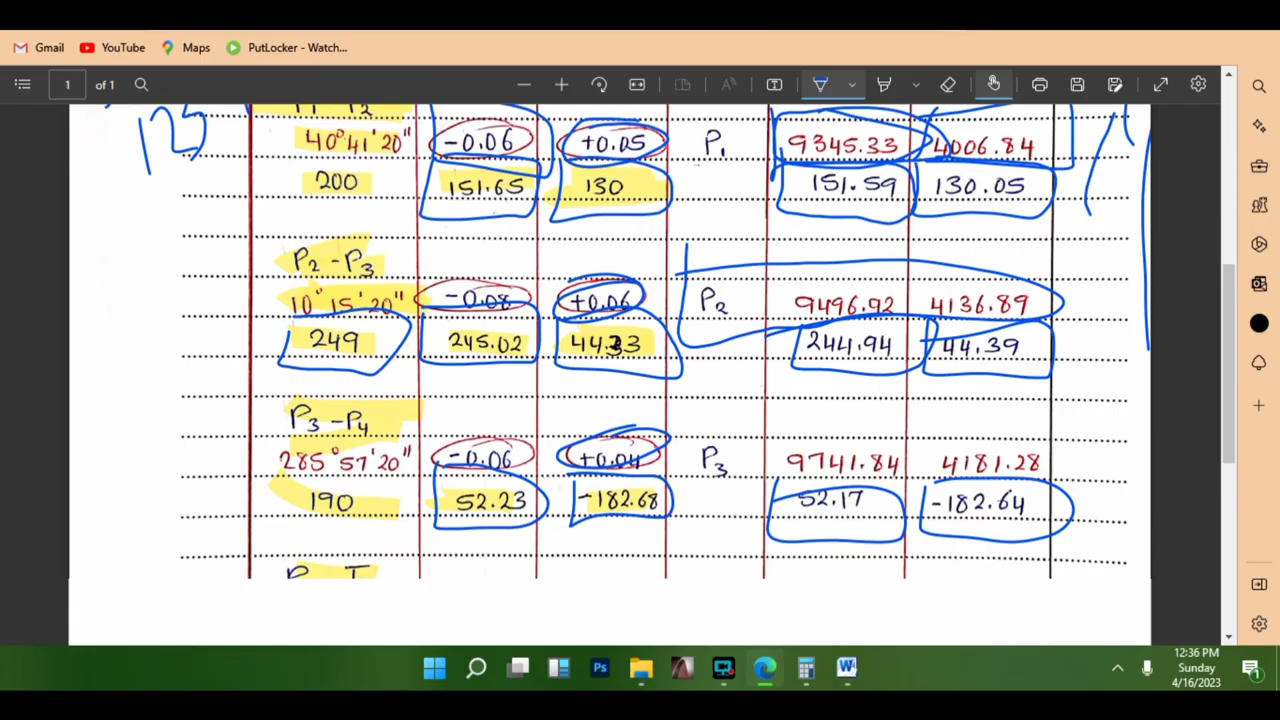 Gmail YouTube Maps PutLocker - Watch...
1 of 1
125
P1 - P2
40°41'20" -0.06 +0.05 P1 9345.33 4006.84
200 151.65 130 151.59 130.05
P2 - P3
10°15'20" -0.08 +0.06 P2 9496.92 4136.89
249 245.02 44.33 244.94 44.39
P3 - P4
285°57'20" -0.06 +0.04 P3 9741.84 4181.28
190 52.23 -182.68 52.17 -182.64
12:36 PM
Sunday
4/16/2023